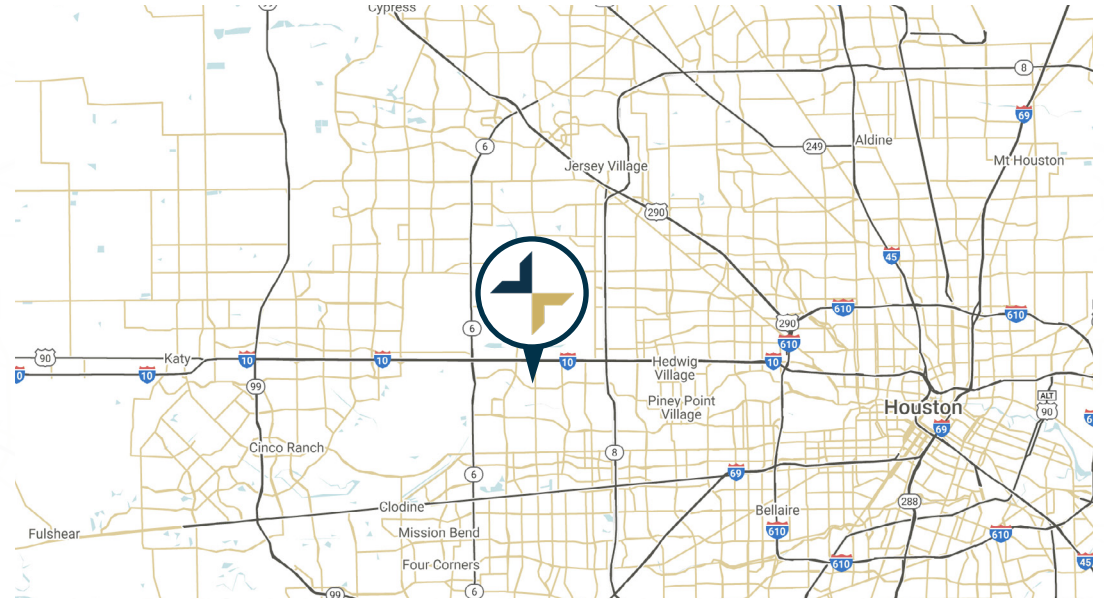 Cypress
8
69
249
Aldine
6
Mt Houston
Jersey Village
290
45
610
610
290
6
610
90
Katy
10
10
10
Hedwig
Village
10
10
0
99
Piney Point
Village
ALT
90
Houston
69
Cinco Ranch
8
6
69
Clodine
288
Bellaire
Fulshear
Mission Bend
610
610
Four Corners
610
45
6
99